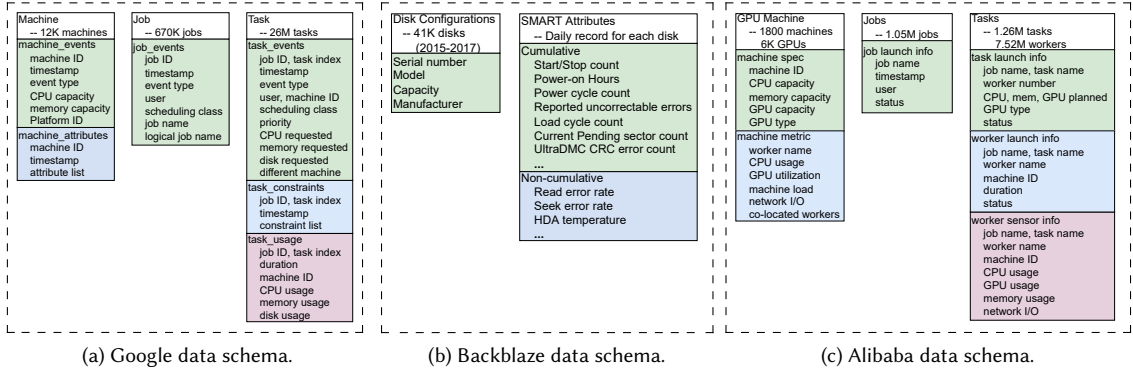 Machine
-- 12K machines
machine_events
machine ID
timestamp
event type
CPU capacity
memory capacity
Platform ID
machine_attributes
machine ID
timestamp
attribute list
Job
-- 670K jobs
job_events
job ID
timestamp
event type
user
scheduling class
job name
logical job name
Task
-- 26M tasks
task_events
job ID, task index
timestamp
event type
user, machine ID
scheduling class
priority
CPU requested
memory requested
disk requested
different machine
task_constraints
job ID, task index
timestamp
constraint list
task_usage
job ID, task index
duration
machine ID
CPU usage
memory usage
disk usage
(a) Google data schema.
Disk Configurations
-- 41K disks
(2015-2017)
Serial number
Model
Capacity
Manufacturer
SMART Attributes
-- Daily record for each disk
Cumulative
Start/Stop count
Power-on Hours
Power cycle count
Reported uncorrectable errors
Load cycle count
Current Pending sector count
UltraDMC CRC error count
...
Non-cumulative
Read error rate
Seek error rate
HDA temperature
...
(b) Backblaze data schema.
GPU Machine
-- 1800 machines
6K GPUs
machine spec
machine ID
CPU capacity
memory capacity
GPU capacity
GPU type
machine metric
worker name
CPU usage
GPU utilization
machine load
network I/O
co-located workers
Jobs
-- 1.05M jobs
job launch info
job name
timestamp
user
status
Tasks
-- 1.26M tasks
7.52M workers
task launch info
job name, task name
worker number
CPU, mem, GPU planned
GPU type
status
worker launch info
job name, task name
worker name
machine ID
duration
status
worker sensor info
job name, task name
worker name
machine ID
CPU usage
GPU usage
memory usage
network I/O
(c) Alibaba data schema.